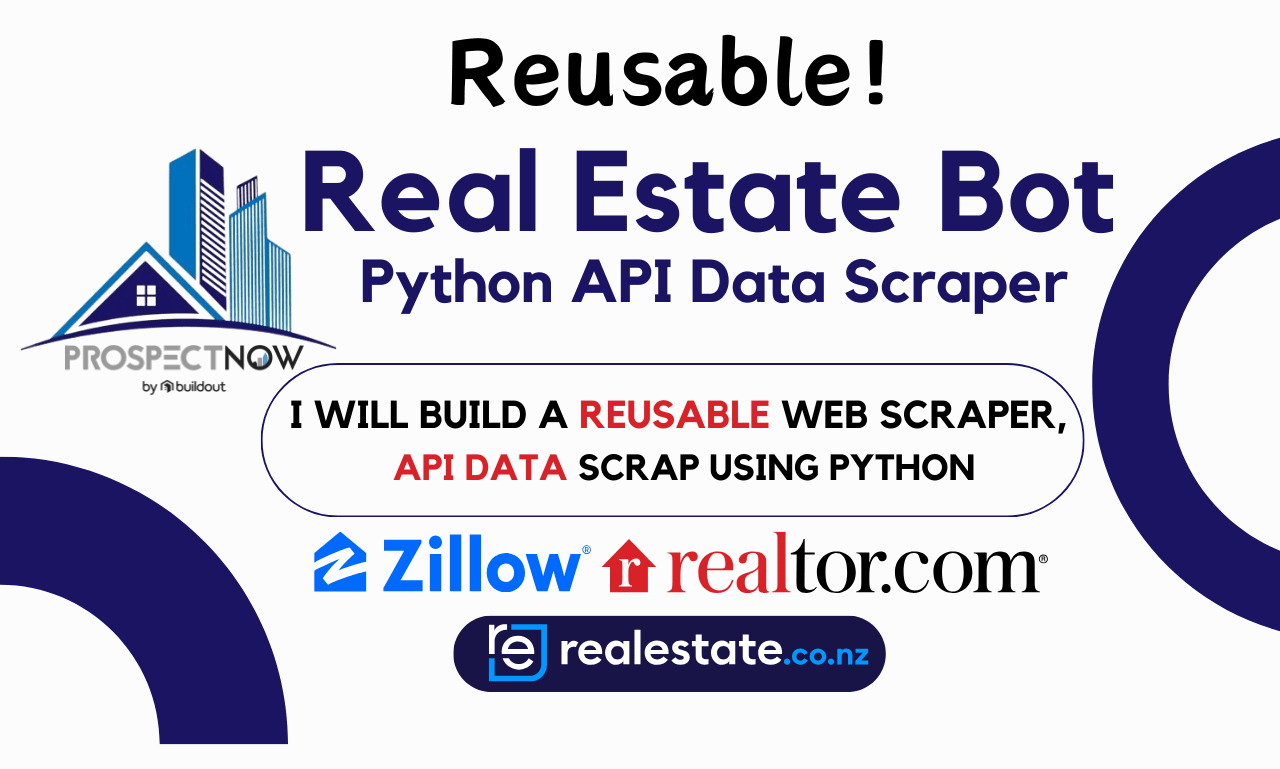 Reusable!
Real Estate Bot
Python API Data Scraper
PROSPECTNOW
by buildout
I WILL BUILD A REUSABLE WEB SCRAPER,
API DATA SCRAP USING PYTHON
Zillow®
r realtor.com®
re realestate.co.nz